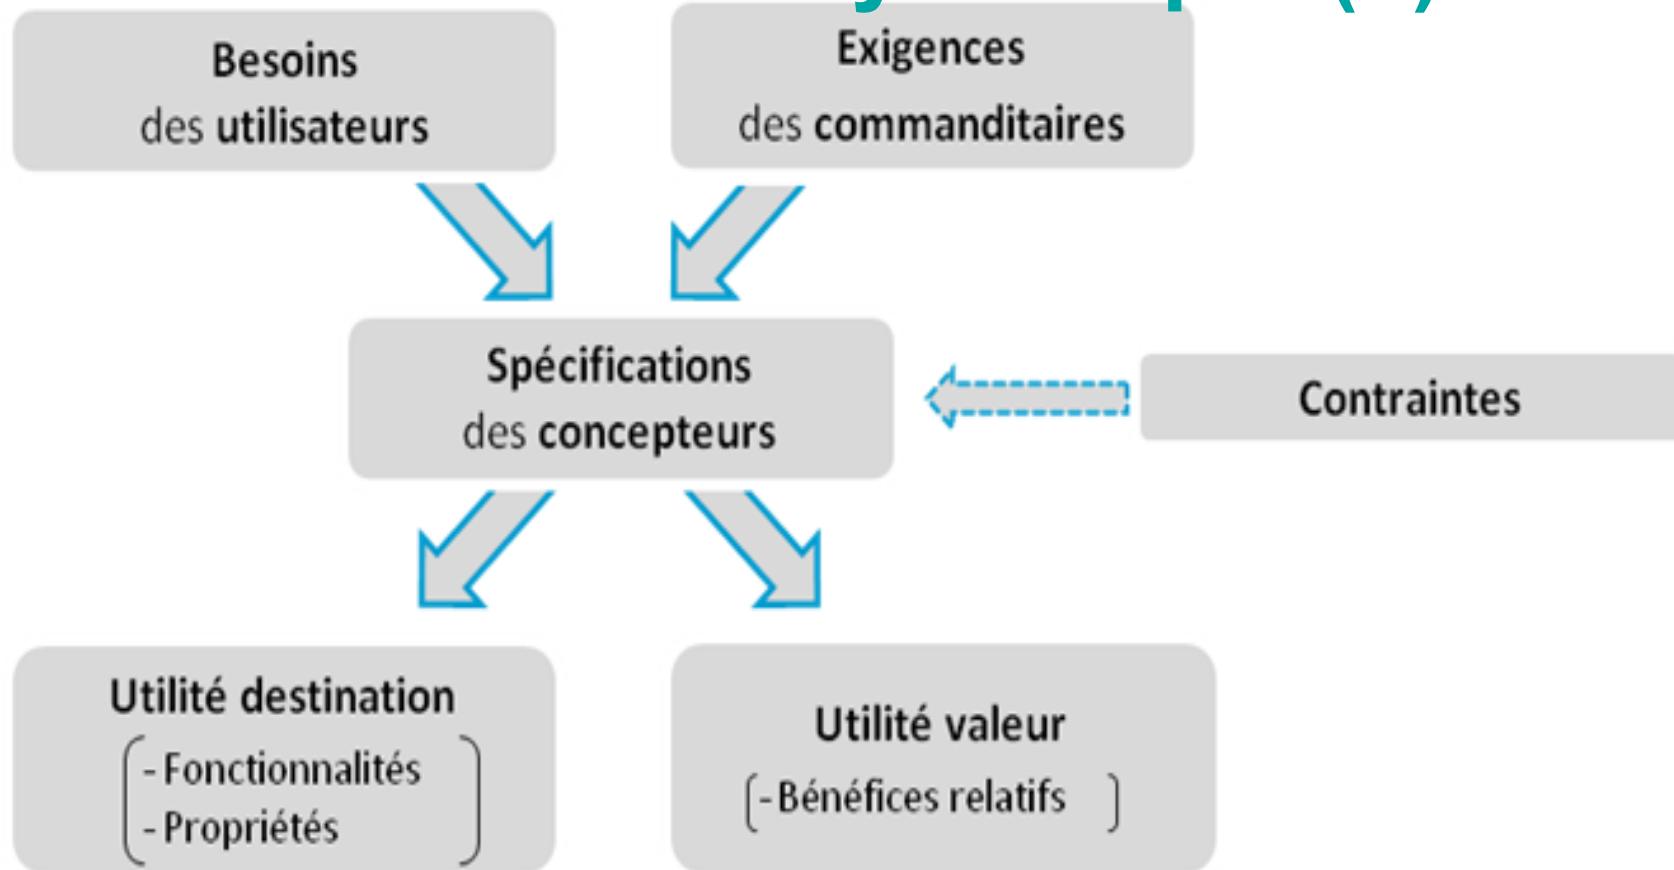 Besoins
des utilisateurs
Exigences
des commanditaires
Spécifications
des concepteurs
Contraintes
Utilité destination
- Fonctionnalités
- Propriétés
Utilité valeur
- Bénéfices relatifs